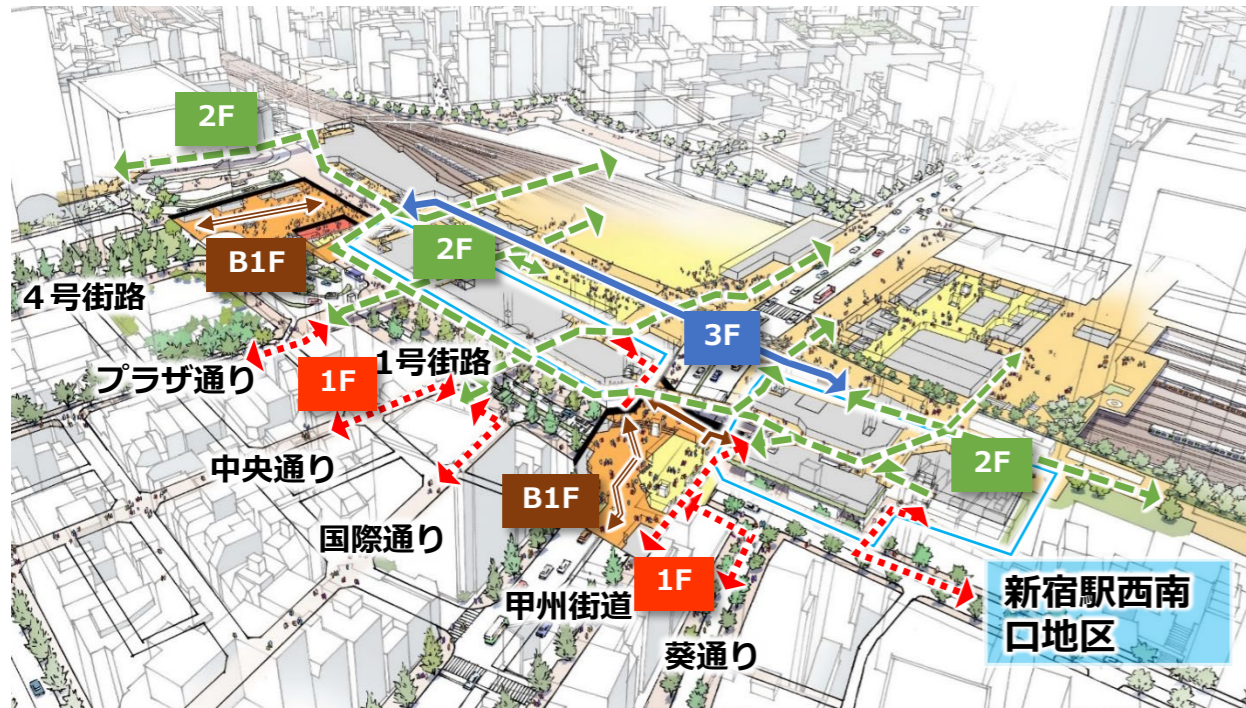 2F
2F
B1F
４号街路
3F
プラザ通り
1F
１号街路
中央通り
2F
B1F
国際通り
1F
甲州街道
新宿駅西南
口地区
葵通り